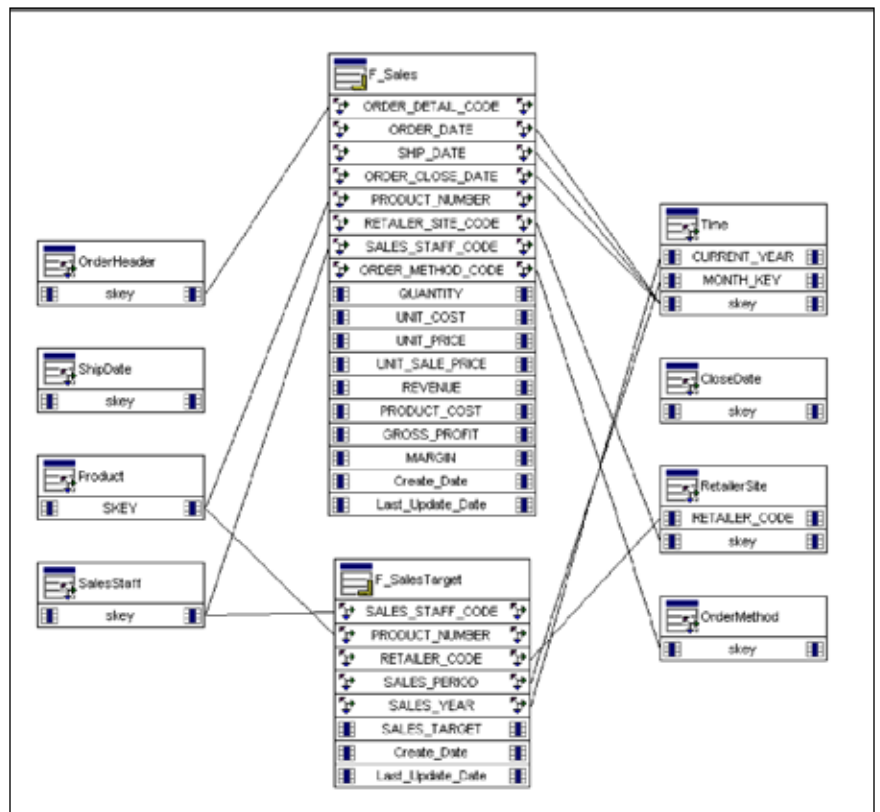 F_Sales
ORDER_DETAIL_CODE
ORDER_DATE
SHIP_DATE
ORDER_CLOSE_DATE
PRODUCT_NUMBER
RETAILER_SITE_CODE
SALES_STAFF_CODE
ORDER_METHOD_CODE
QUANTITY
UNIT_COST
UNIT_PRICE
UNIT_SALE_PRICE
REVENUE
PRODUCT_COST
GROSS_PROFIT
MARGIN
Create_Date
Last_Update_Date
OrderHeader
skey
ShipDate
skey
Product
SKEY
SalesStaff
skey
Time
CURRENT_YEAR
MONTH_KEY
skey
CloseDate
skey
RetailerSite
RETAILER_CODE
skey
OrderMethod
skey
F_SalesTarget
SALES_STAFF_CODE
PRODUCT_NUMBER
RETAILER_CODE
SALES_PERIOD
SALES_YEAR
SALES_TARGET
Create_Date
Last_Update_Date